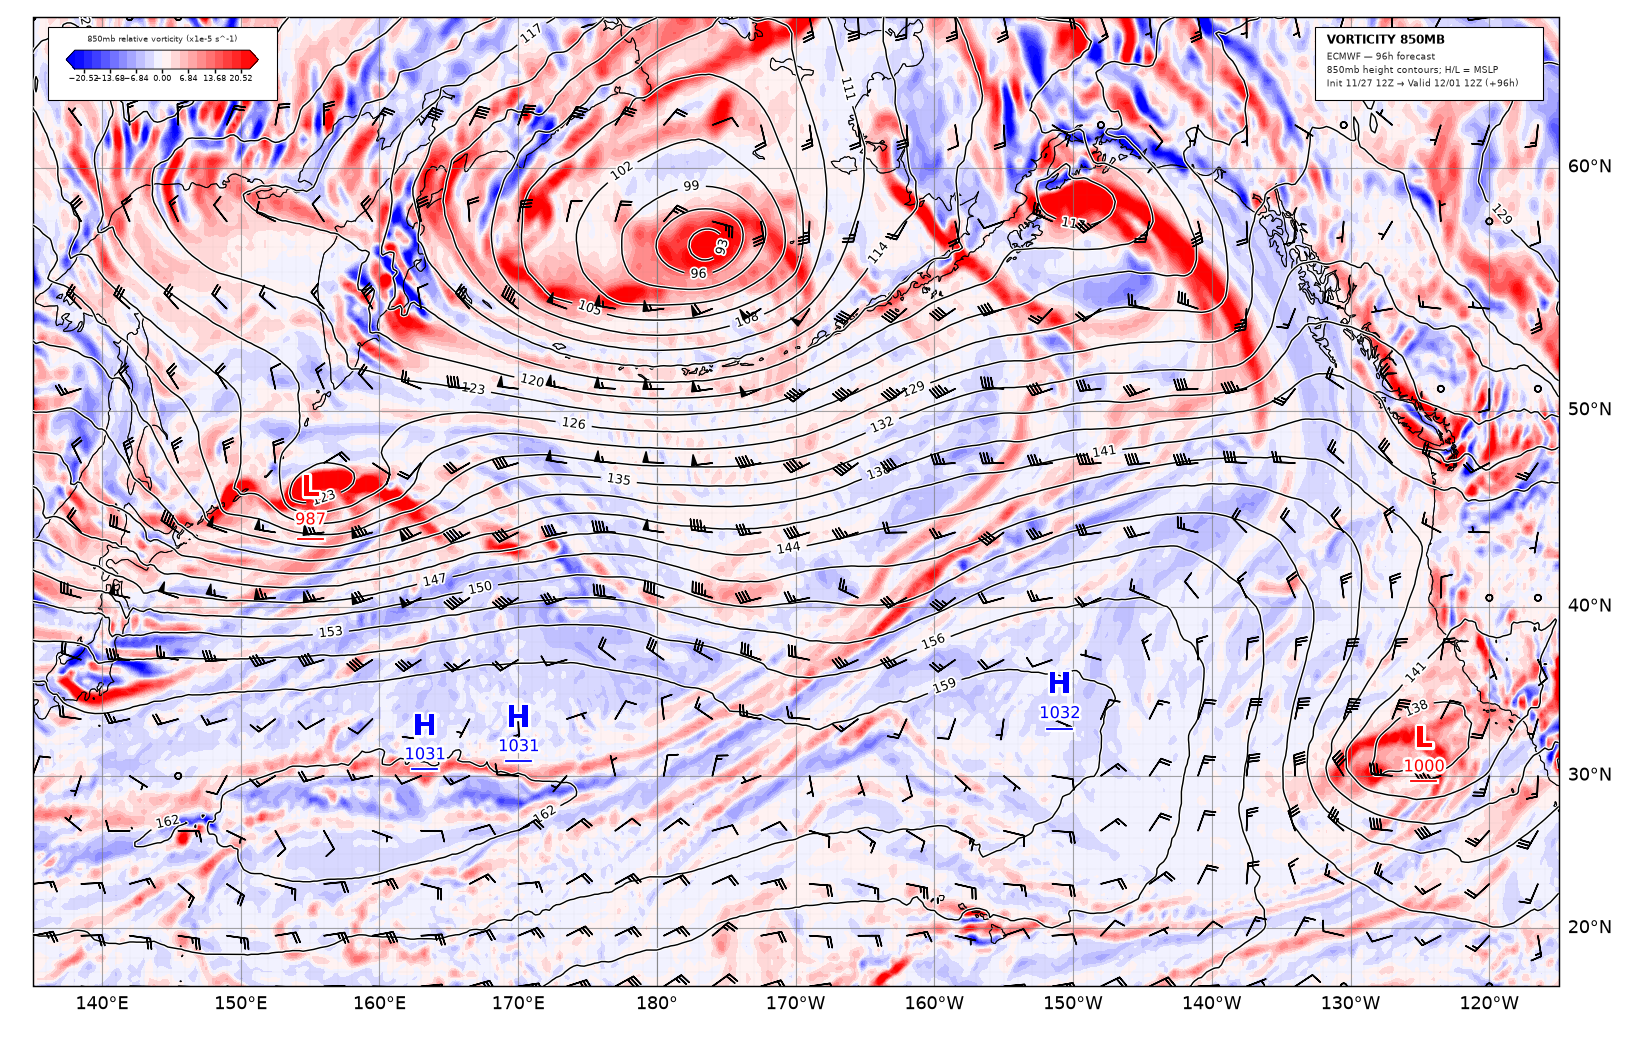 850mb relative vorticity (x1e-5 s^-1)
−20.52 −13.68 −6.84 0.00 6.84 13.68 20.52
VORTICITY 850MB
ECMWF — 96h forecast
850mb height contours; H/L = MSLP
Init 11/27 12Z → Valid 12/01 12Z (+96h)
117
111
102
99
93
96
105
108
114
129
60°N
123
120
129
50°N
126
132
141
135
L
123
987
144
147
150
40°N
153
156
159
141
138
H
1032
H
1031
H
1031
L
1000
30°N
162
162
20°N
140°E 150°E 160°E 170°E 180° 170°W 160°W 150°W 140°W 130°W 120°W